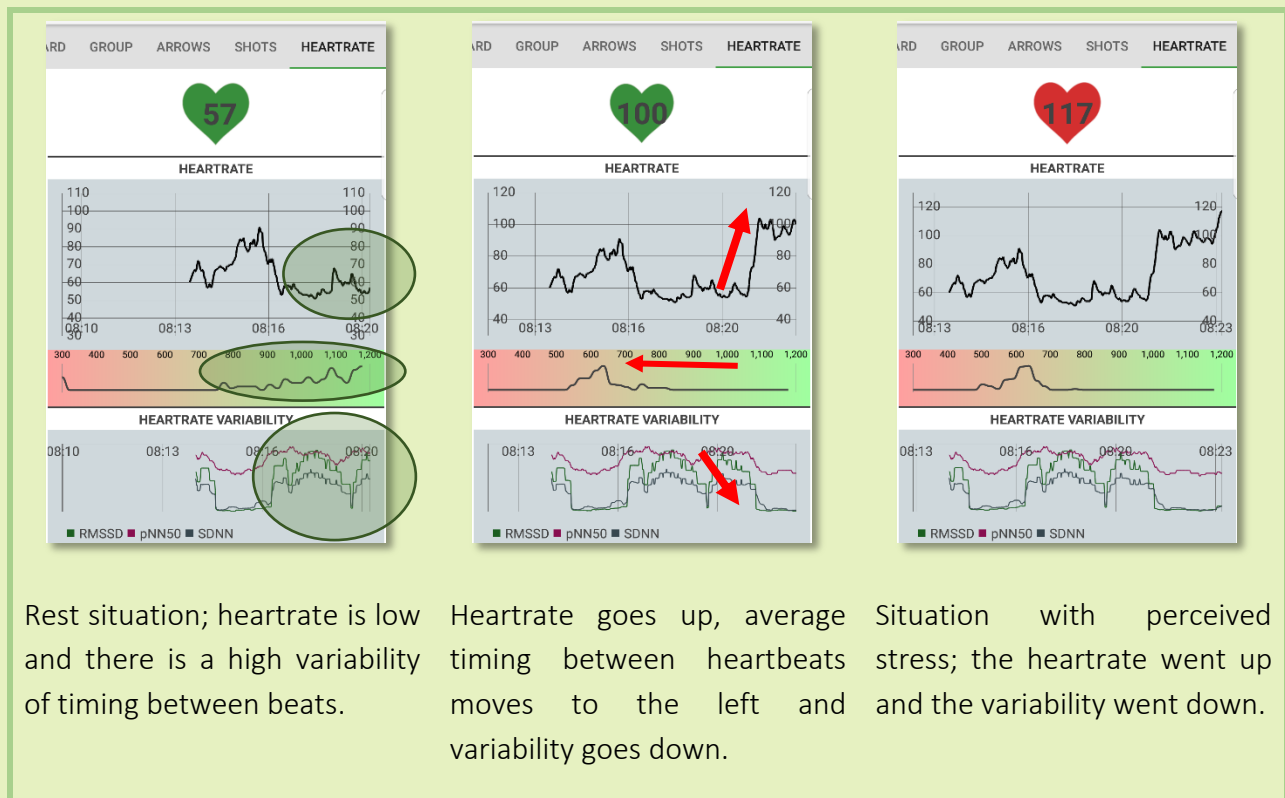 ARD GROUP ARROWS SHOTS HEARTRATE
57
HEARTRATE
110 110
100 100
90 90
80 80
70 70
60 60
50 50
40 40
30 30
08:10 08:13 08:16 08:20
300 400 500 600 700 800 900 1,000 1,100 1,200
HEARTRATE VARIABILITY
08:10 08:13 08:16 08:20
RMSSD pNN50 SDNN
Rest situation; heartrate is low
and there is a high variability
of timing between beats.
ARD GROUP ARROWS SHOTS HEARTRATE
100
HEARTRATE
120 120
100 100
80 80
60 60
40 40
08:13 08:16 08:20
300 400 500 600 700 800 900 1,000 1,100 1,200
HEARTRATE VARIABILITY
08:13 08:16 08:20
RMSSD pNN50 SDNN
Heartrate goes up, average
timing between heartbeats
moves to the left and
variability goes down.
ARD GROUP ARROWS SHOTS HEARTRATE
117
HEARTRATE
120 120
100 100
80 80
60 60
40 40
08:13 08:16 08:20 08:23
300 400 500 600 700 800 900 1,000 1,100 1,200
HEARTRATE VARIABILITY
08:13 08:16 08:20 08:23
RMSSD pNN50 SDNN
Situation with perceived
stress; the heartrate went up
and the variability went down.